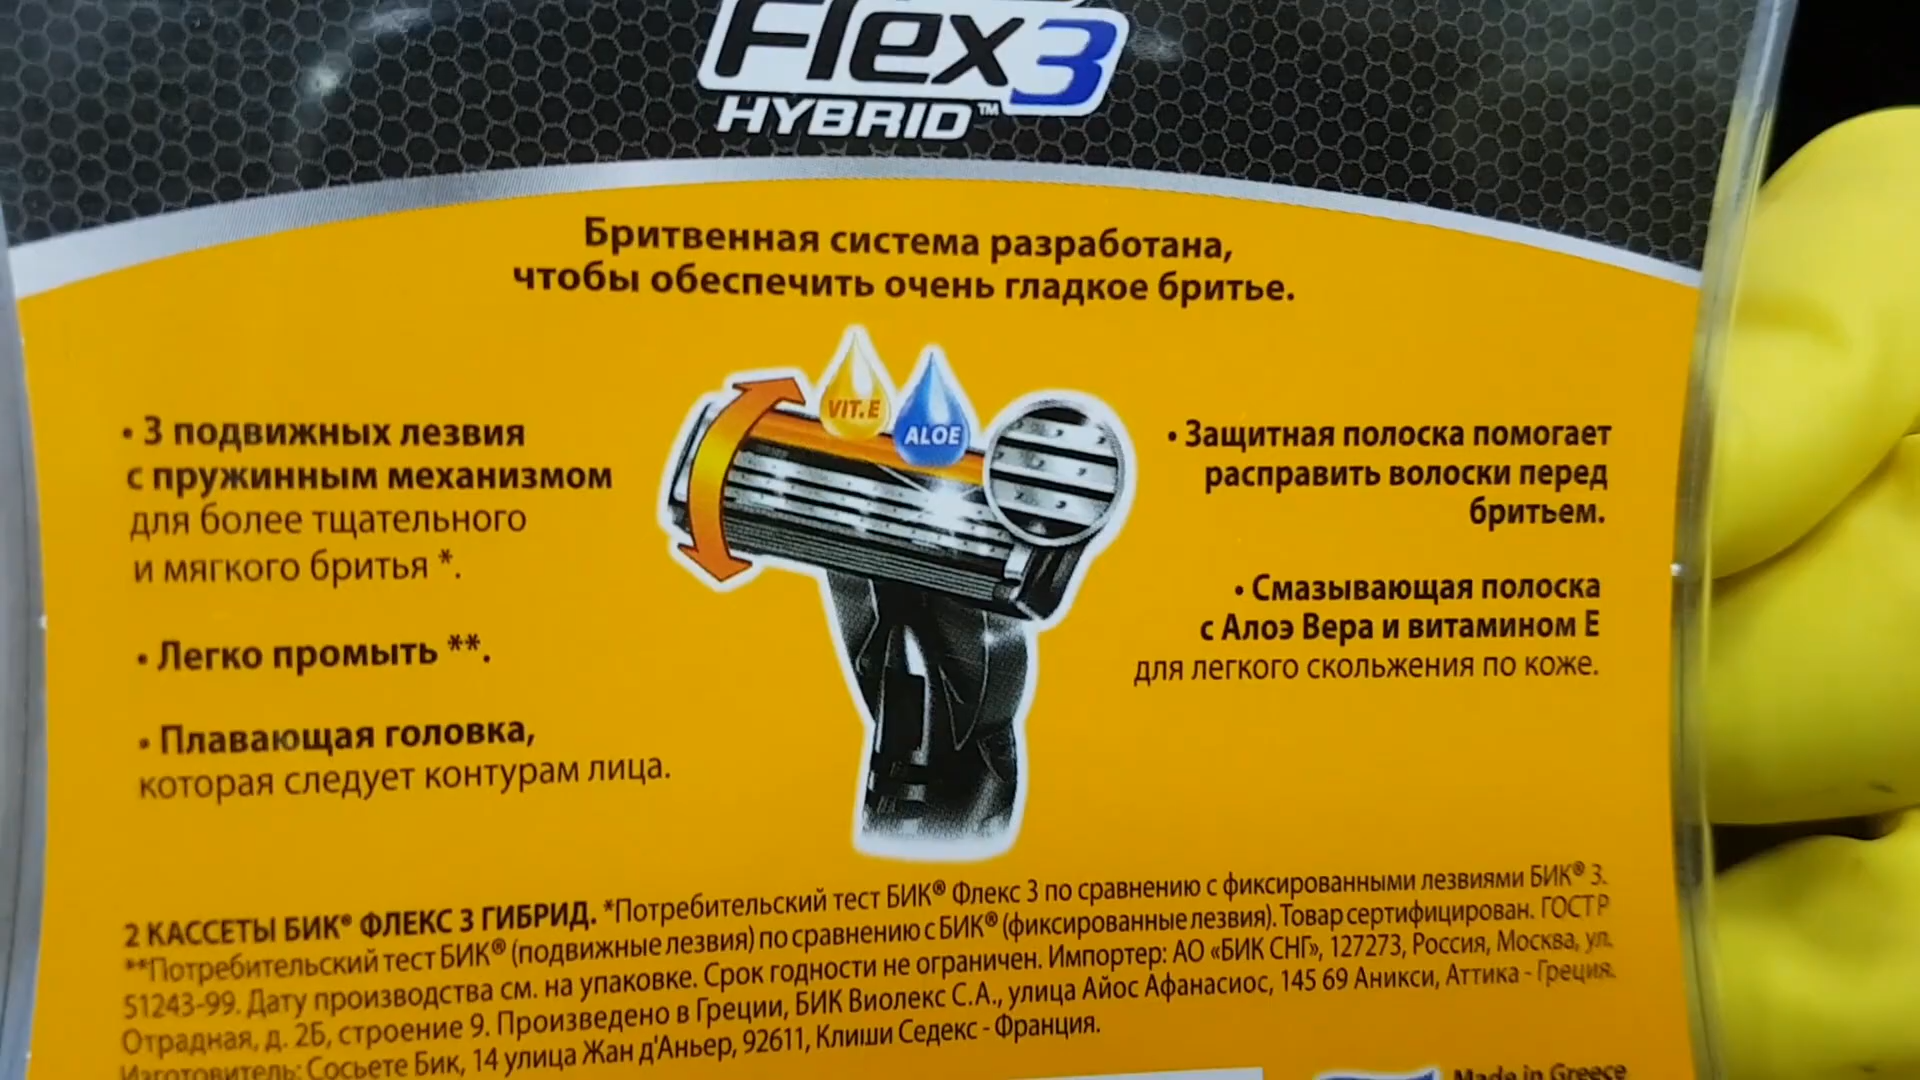 Flex3
HYBRID™
Бритвенная система разработана,
чтобы обеспечить очень гладкое бритье.
VIT.E
ALOE
• 3 подвижных лезвия
с пружинным механизмом
для более тщательного
и мягкого бритья *.
• Легко промыть **.
• Плавающая головка,
которая следует контурам лица.
• Защитная полоска помогает
расправить волоски перед
бритьем.
• Смазывающая полоска
с Алоэ Вера и витамином Е
для легкого скольжения по коже.
2 КАССЕТЫ БИК® ФЛЕКС 3 ГИБРИД. *Потребительский тест БИК® Флекс 3 по сравнению с фиксированными лезвиями БИК® 3.
**Потребительский тест БИК® (подвижные лезвия) по сравнению с БИК® (фиксированные лезвия). Товар сертифицирован. ГОСТ Р
51243-99. Дату производства см. на упаковке. Срок годности не ограничен. Импортер: АО «БИК СНГ», 127273, Россия, Москва, ул.
Отрадная, д. 2Б, строение 9. Произведено в Греции, БИК Виолекс С.А., улица Айос Афанасиос, 145 69 Аникси, Аттика - Греция.
Изготовитель: Сосьете Бик, 14 улица Жан д'Аньер, 92611, Клиши Седекс - Франция.
Made in Greece